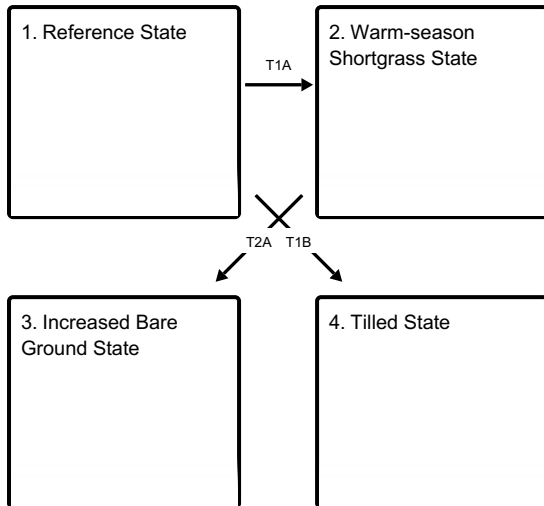 1. Reference State
T1A
2. Warm-season
Shortgrass State
T2A
T1B
3. Increased Bare
Ground State
4. Tilled State